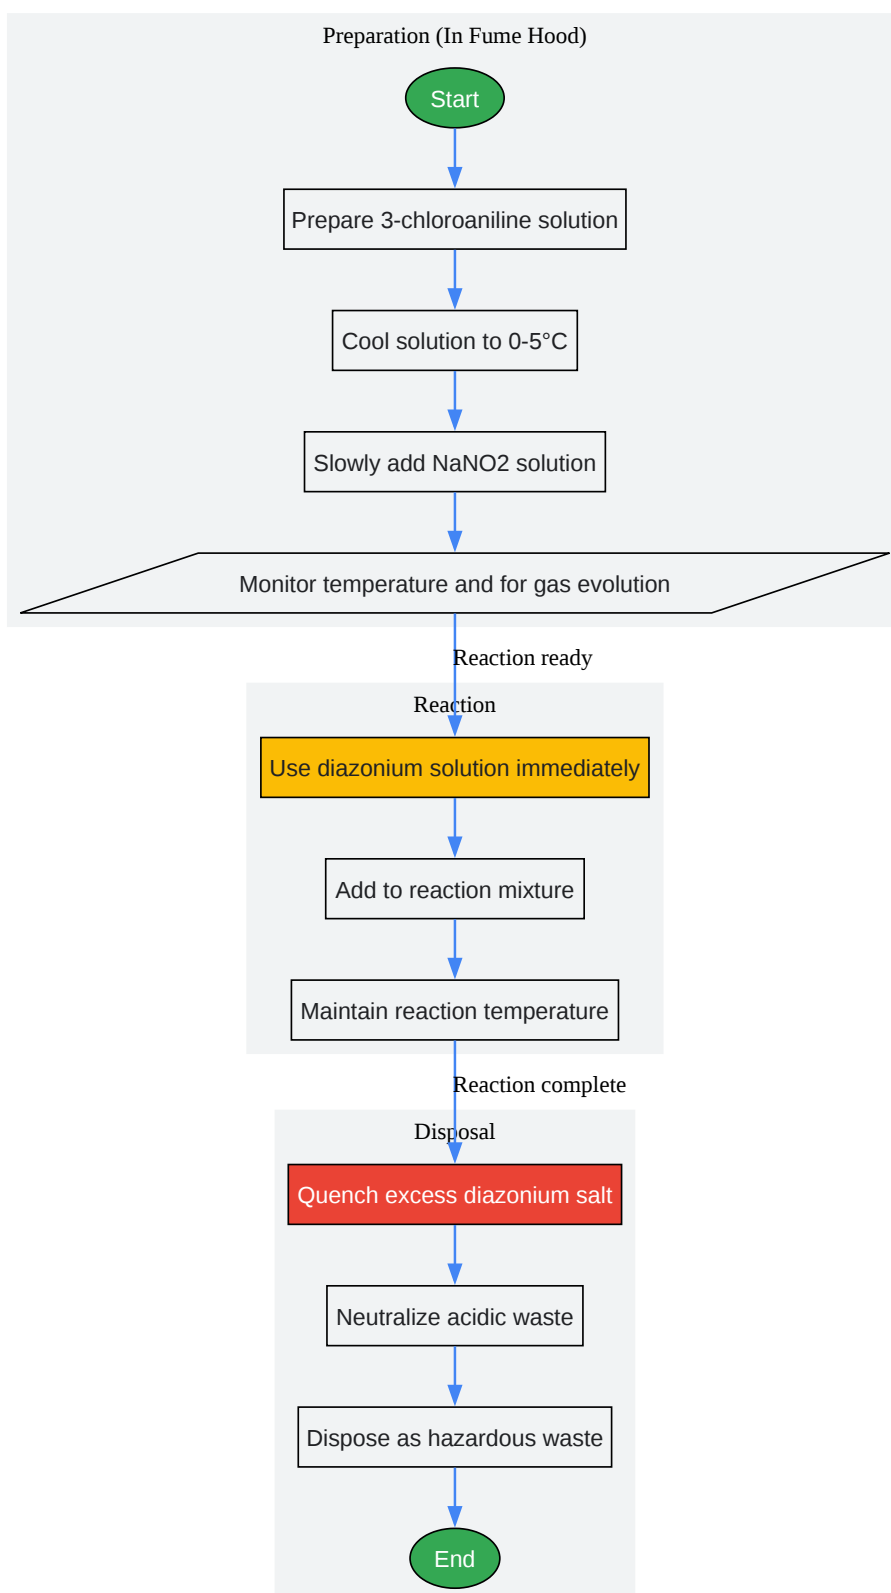 Preparation (In Fume Hood)
Start
Prepare 3-chloroaniline solution
Cool solution to 0-5°C
Slowly add NaNO2 solution
Monitor temperature and for gas evolution
Reaction ready
Reaction
Use diazonium solution immediately
Add to reaction mixture
Maintain reaction temperature
Reaction complete
Disposal
Quench excess diazonium salt
Neutralize acidic waste
Dispose as hazardous waste
End